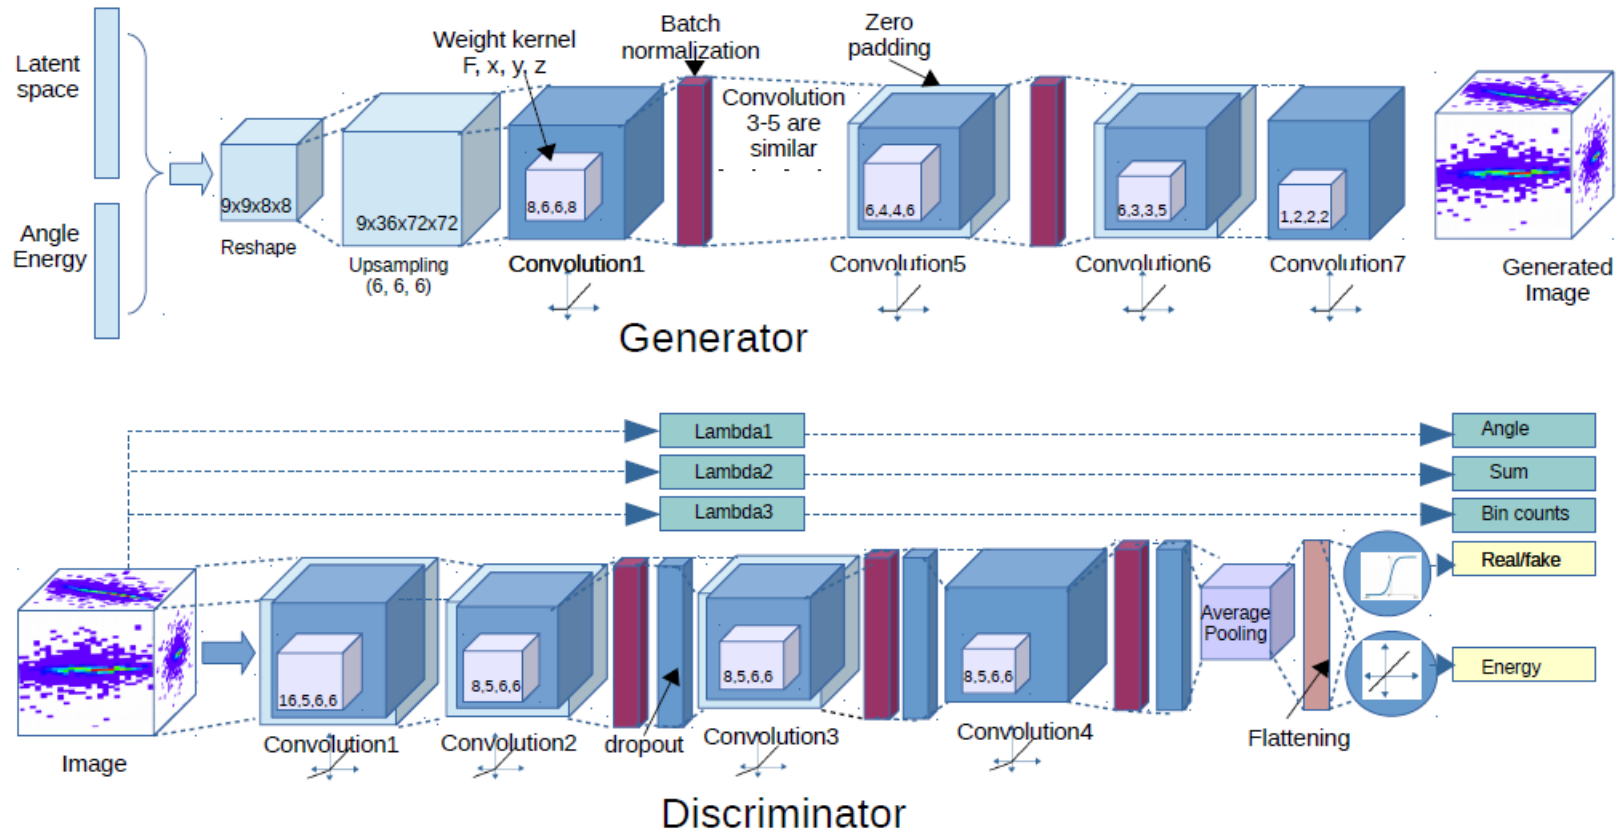 Latent
space
Angle
Energy
9x9x8x8
Reshape
9x36x72x72
Upsampling
(6, 6, 6)
Weight kernel
F, x, y, z
8,6,6,8
Convolution1
Batch
normalization
Convolution
3-5 are
similar
Zero
padding
6,4,4,6
Convolution5
6,3,3,5
Convolution6
1,2,2,2
Convolution7
Generated
Image
Generator
Lambda1
Angle
Lambda2
Sum
Lambda3
Bin counts
Real/fake
Energy
Image
16,5,6,6
Convolution1
8,5,6,6
Convolution2
dropout
8,5,6,6
Convolution3
8,5,6,6
Convolution4
Average
Pooling
Flattening
Discriminator